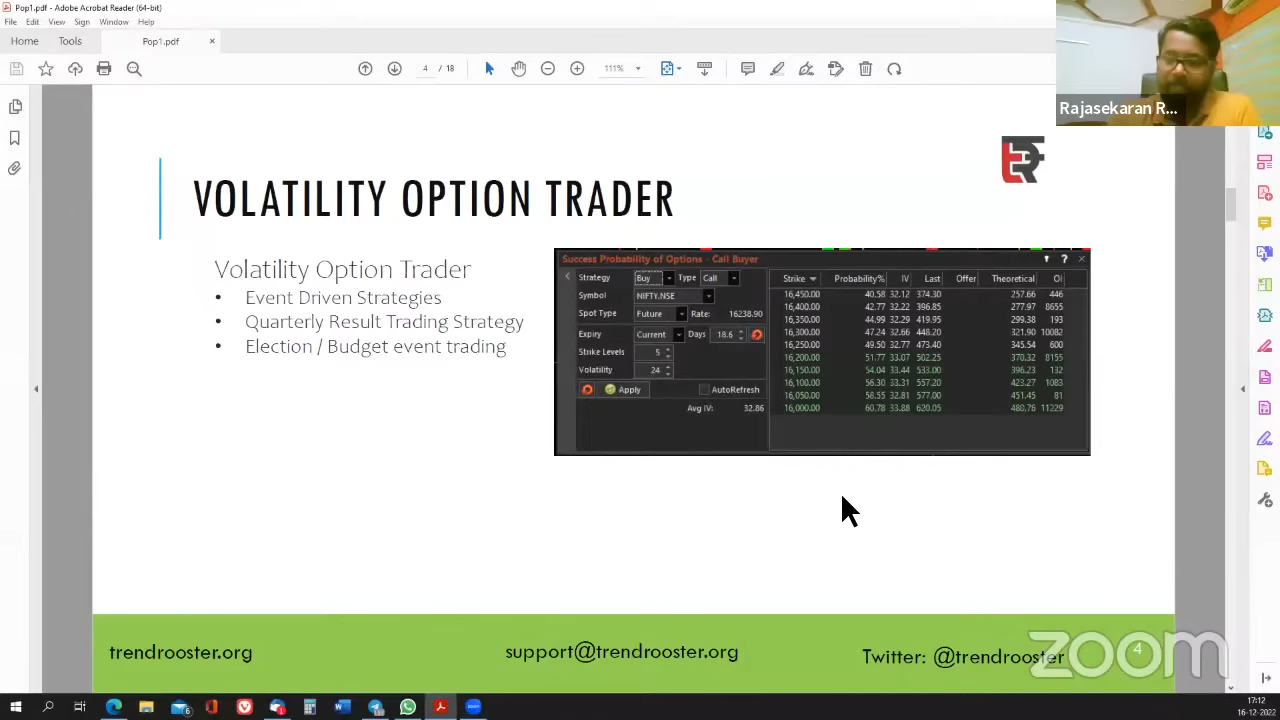 Pop1.pdf - Adobe Acrobat Reader (64-bit)
File Edit View Sign Window Help
Home Tools Pop1.pdf ×
4 / 18 111%
Rajasekaran R...
VOLATILITY OPTION TRADER
Volatility Option Trader
• Event Driven Strategies
• Quarterly Result Trading Strategy
• Election / Budget event trading
Success Probability of Options - Call Buyer
Strategy Buy Type Call
Symbol NIFTY.NSE
Spot Type Future Rate: 16238.90
Expiry Current Days 18.6
Strike Levels 5
Volatility 24
Apply AutoRefresh
Avg IV: 32.86
Strike Probability% IV Last Offer Theoretical OI
16,450.00 40.58 32.12 374.30 257.66 446
16,400.00 42.77 32.22 396.85 277.97 8655
16,350.00 44.99 32.29 419.95 299.38 193
16,300.00 47.24 32.66 448.20 321.90 10082
16,250.00 49.50 32.77 473.40 345.54 600
16,200.00 51.77 33.07 502.25 370.32 8155
16,150.00 54.04 33.44 533.00 396.23 132
16,100.00 56.30 33.31 557.20 423.27 1083
16,050.00 58.55 32.81 577.00 451.45 81
16,000.00 60.78 33.88 620.05 480.76 11229
trendrooster.org
support@trendrooster.org
Twitter: @trendrooster
zoom
4
17:12
16-12-2022